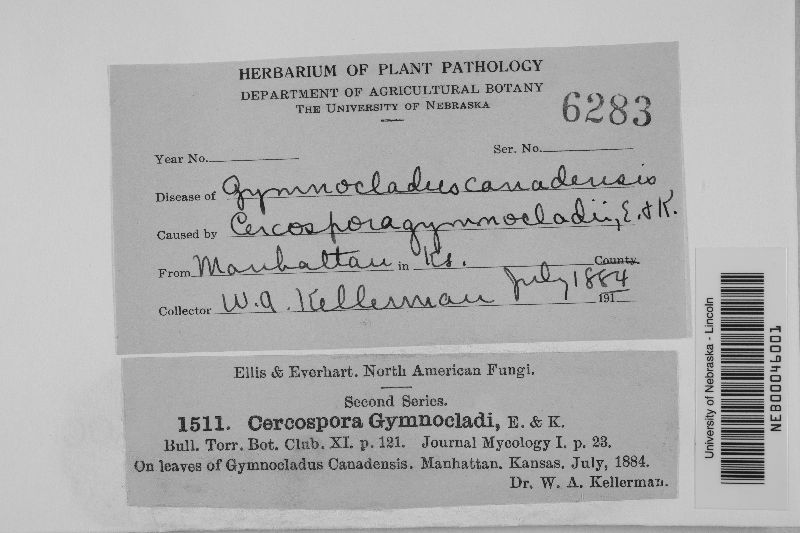 HERBARIUM OF PLANT PATHOLOGY
DEPARTMENT OF AGRICULTURAL BOTANY
THE UNIVERSITY OF NEBRASKA
6283
Year No.
Ser. No.
Disease of Gymnocladus canadensis
Caused by Cercospora gymnocladii, E. & K.
From Manhattan in Ks. County
Collector W. A. Kellerman July 1884 191
Ellis & Everhart. North American Fungi.
Second Series.
1511. Cercospora Gymnocladi, E. & K.
Bull. Torr. Bot. Club. XI. p. 121. Journal Mycology I. p. 23.
On leaves of Gymnocladus Canadensis. Manhattan. Kansas. July, 1884.
Dr. W. A. Kellerman.
University of Nebraska - Lincoln
NEB00046001